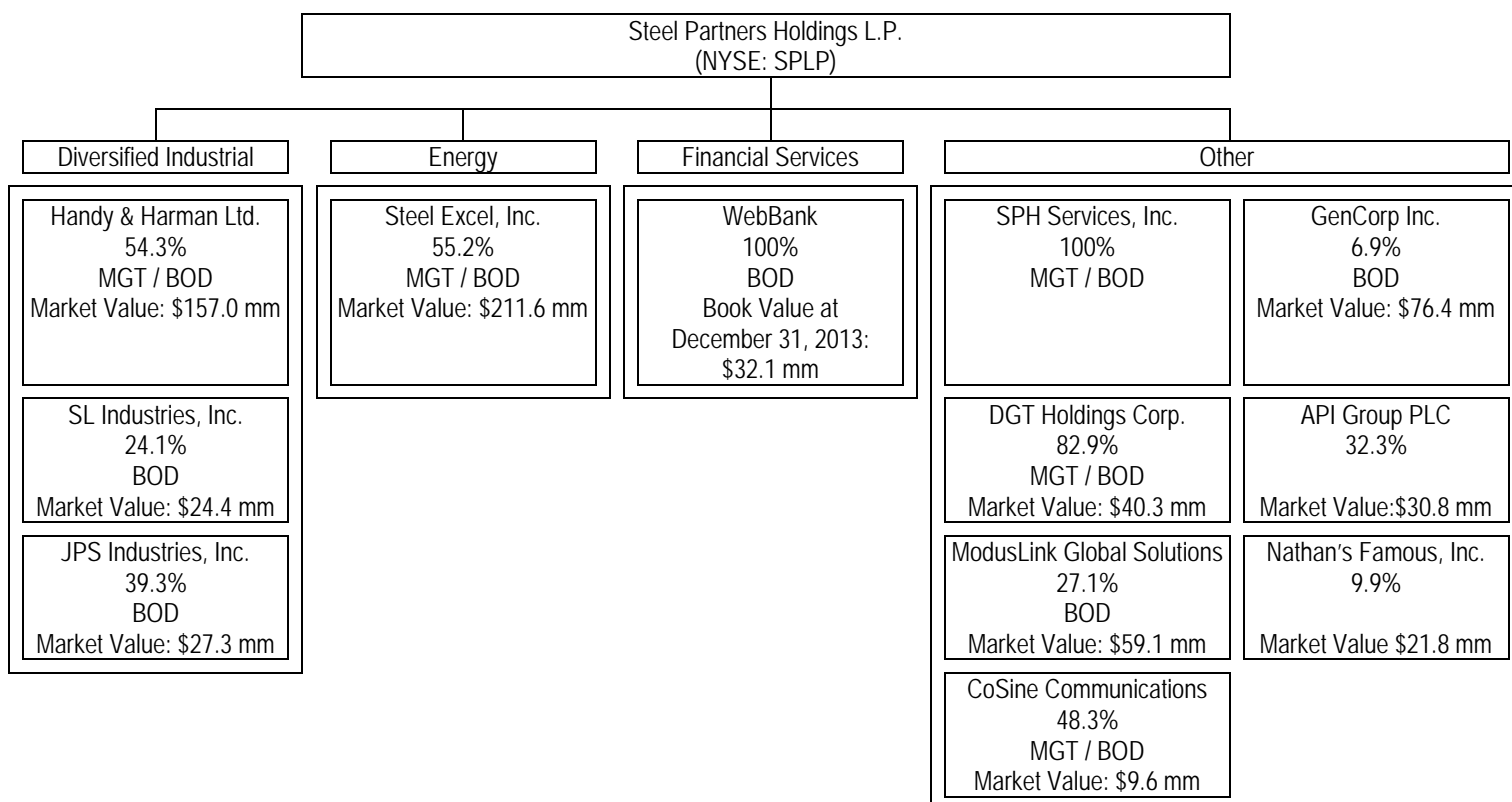 Steel Partners Holdings L.P.
(NYSE: SPLP)
Diversified Industrial
Energy
Financial Services
Other
Handy & Harman Ltd.
54.3%
MGT / BOD
Market Value: $157.0 mm
SL Industries, Inc.
24.1%
BOD
Market Value: $24.4 mm
JPS Industries, Inc.
39.3%
BOD
Market Value: $27.3 mm
Steel Excel, Inc.
55.2%
MGT / BOD
Market Value: $211.6 mm
WebBank
100%
BOD
Book Value at
December 31, 2013:
$32.1 mm
SPH Services, Inc.
100%
MGT / BOD
GenCorp Inc.
6.9%
BOD
Market Value: $76.4 mm
DGT Holdings Corp.
82.9%
MGT / BOD
Market Value: $40.3 mm
API Group PLC
32.3%
Market Value:$30.8 mm
ModusLink Global Solutions
27.1%
BOD
Market Value: $59.1 mm
Nathan's Famous, Inc.
9.9%
Market Value $21.8 mm
CoSine Communications
48.3%
MGT / BOD
Market Value: $9.6 mm